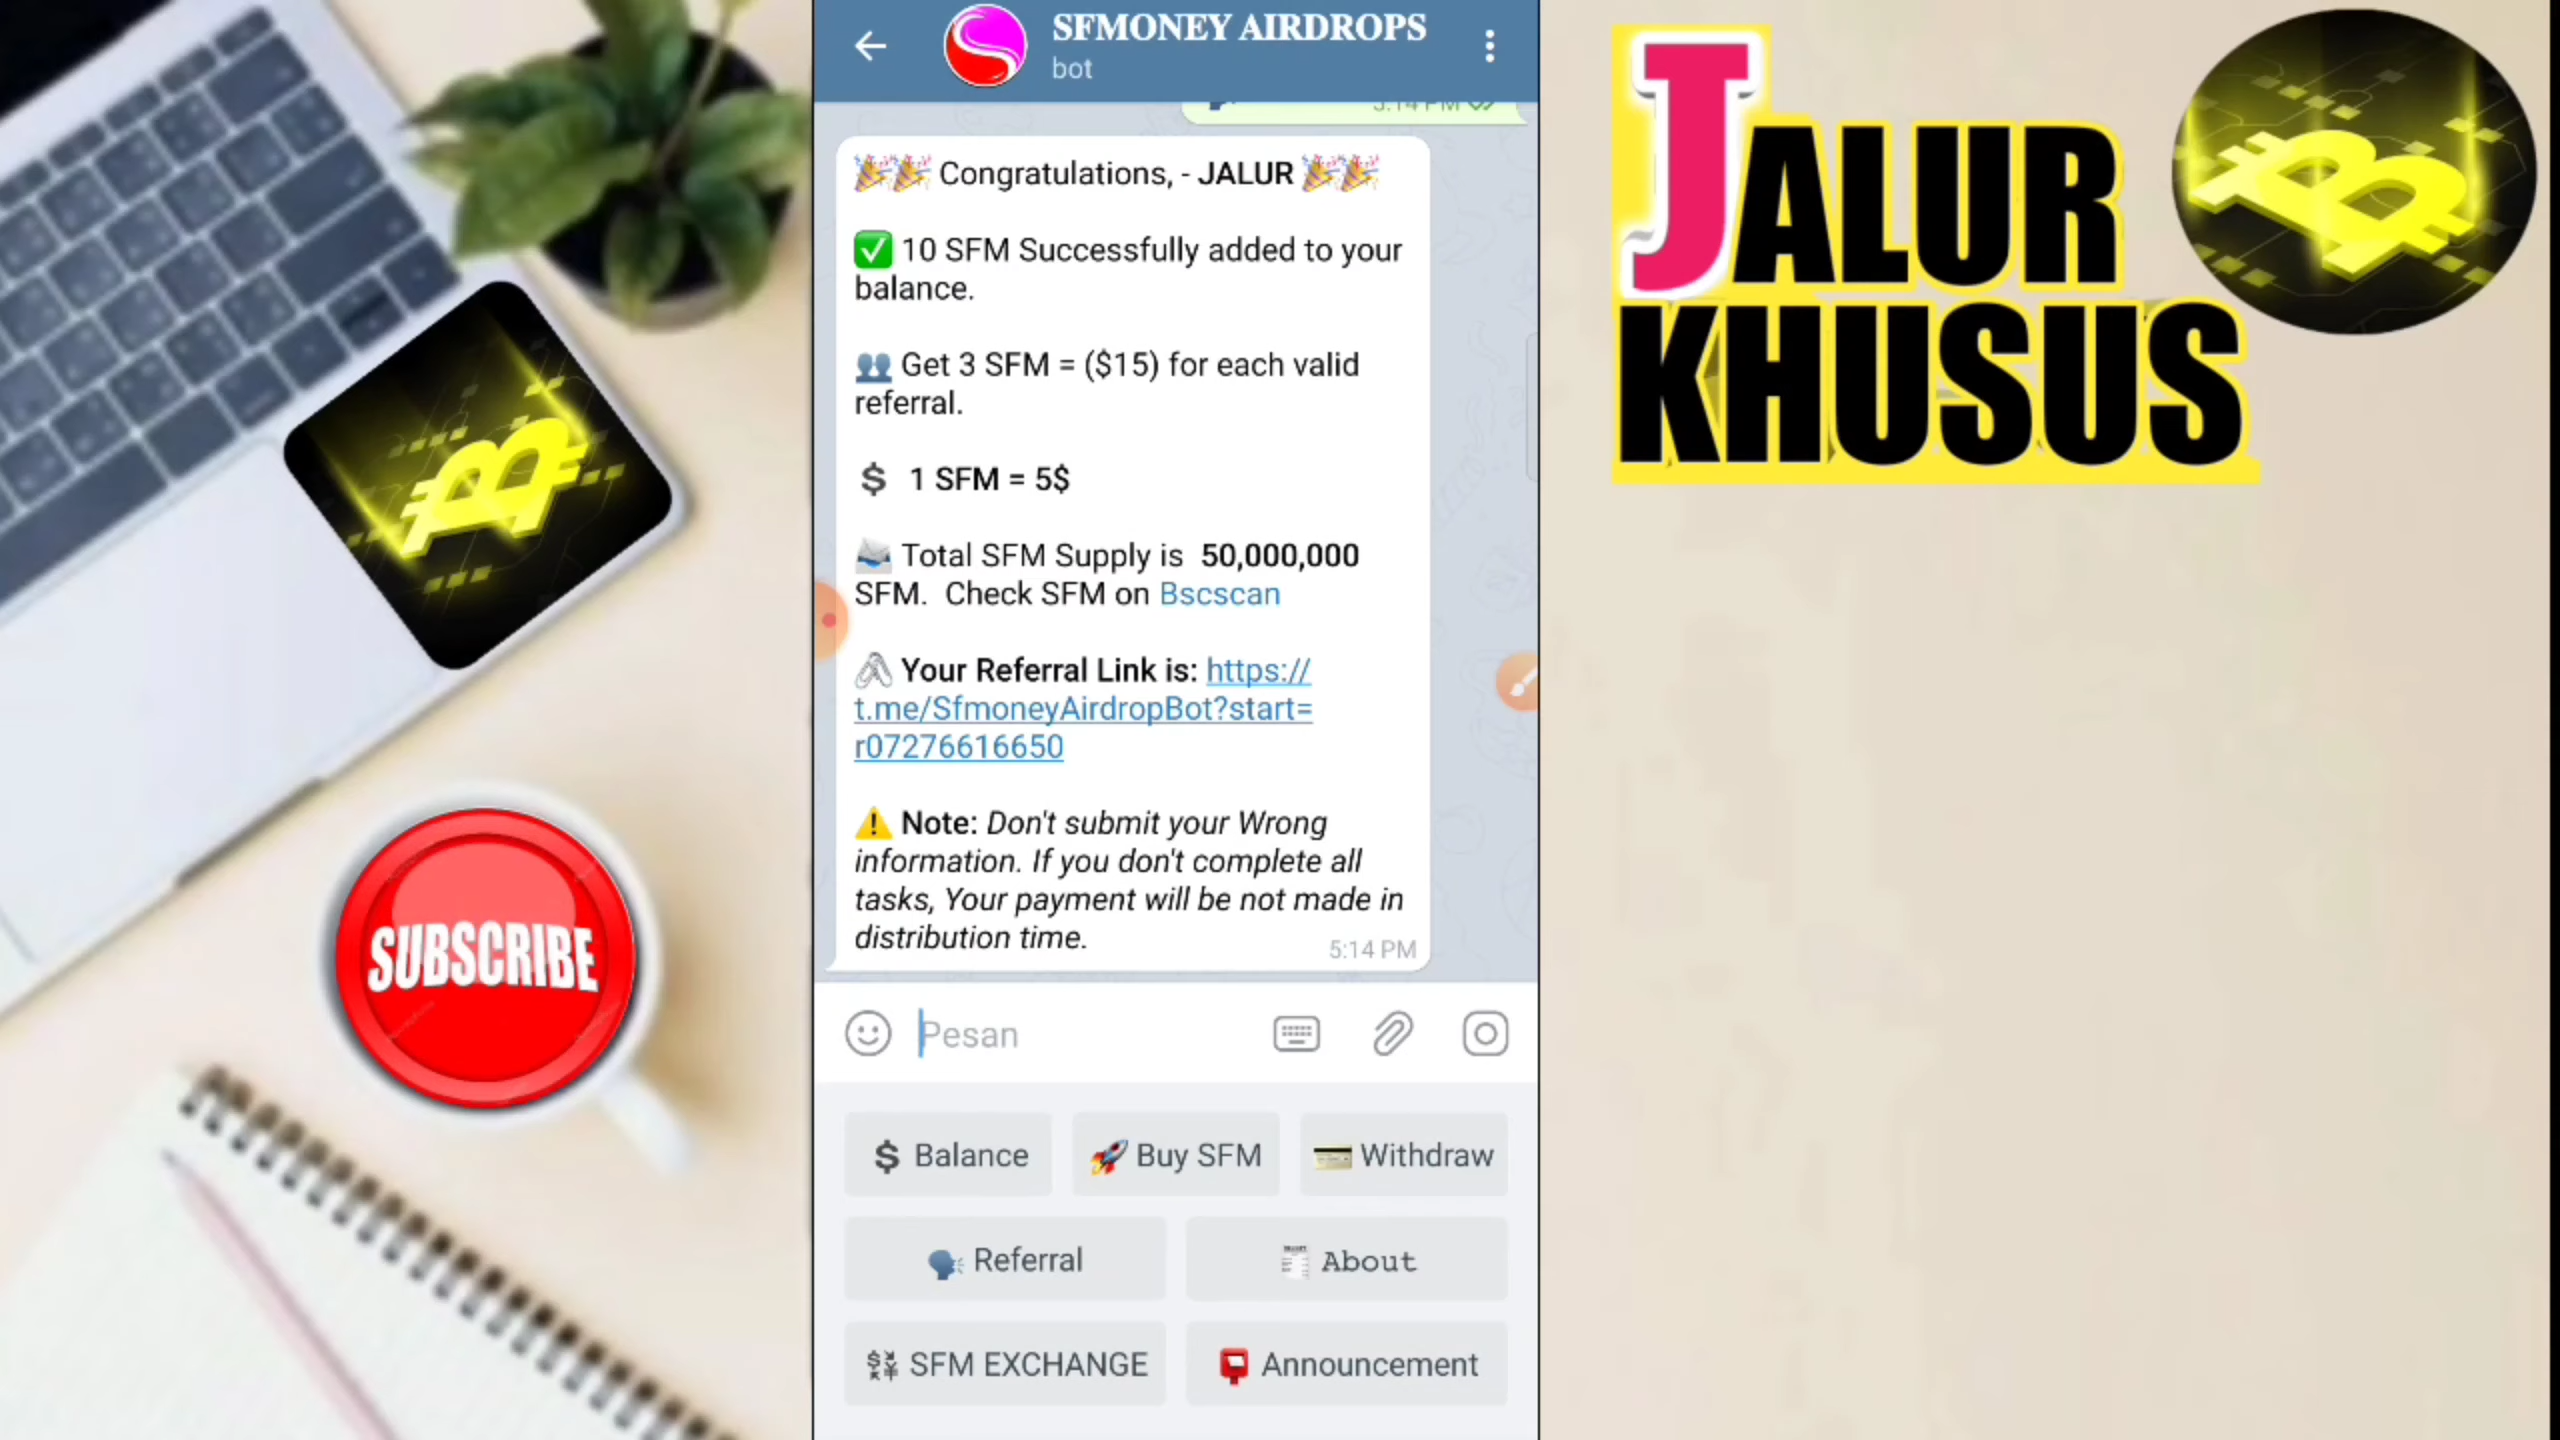 SFMONEY AIRDROPS
bot
5:14 PM
🎉🎉 Congratulations, - JALUR 🎉🎉
✅ 10 SFM Successfully added to your
balance.
👥 Get 3 SFM = ($15) for each valid
referral.
$ 1 SFM = 5$
Total SFM Supply is 50,000,000
SFM. Check SFM on Bscscan
Your Referral Link is: https://
t.me/SfmoneyAirdropBot?start=
r07276616650
⚠️ Note: Don't submit your Wrong
information. If you don't complete all
tasks, Your payment will be not made in
distribution time.
5:14 PM
Pesan
$ Balance
🚀 Buy SFM
💳 Withdraw
🗣 Referral
About
SFM EXCHANGE
📮 Announcement
JALUR
KHUSUS
SUBSCRIBE